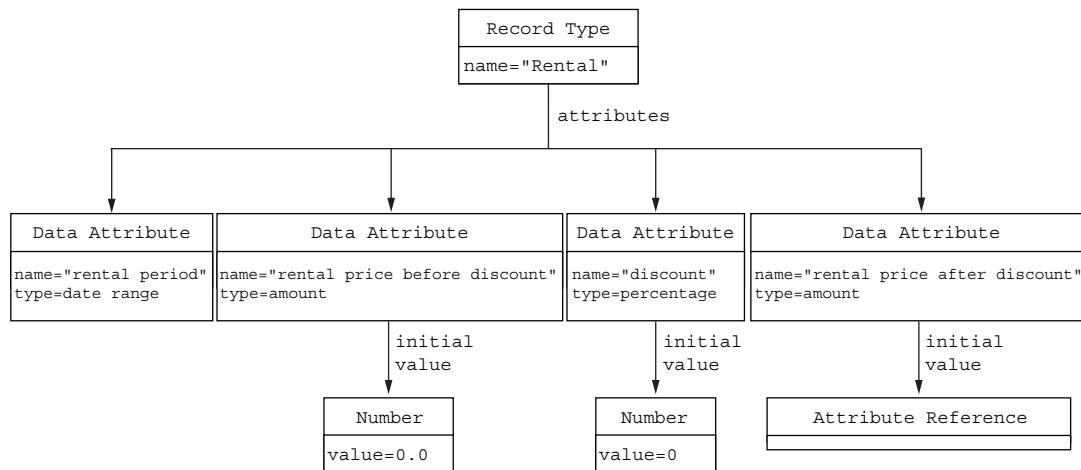 Record Type
name="Rental"
attributes
Data Attribute
name="rental period"
type=date range
Data Attribute
name="rental price before discount"
type=amount
Data Attribute
name="discount"
type=percentage
Data Attribute
name="rental price after discount"
type=amount
initial
value
initial
value
initial
value
Number
value=0.0
Number
value=0
Attribute Reference